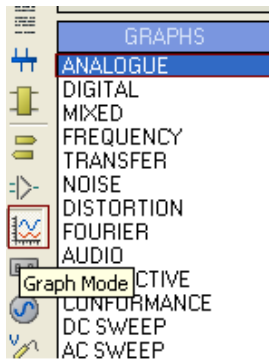 GRAPHS
ANALOGUE
DIGITAL
MIXED
FREQUENCY
TRANSFER
NOISE
DISTORTION
FOURIER
AUDIO
Graph Mode CTIVE
CONFORMANCE
DC SWEEP
AC SWEEP